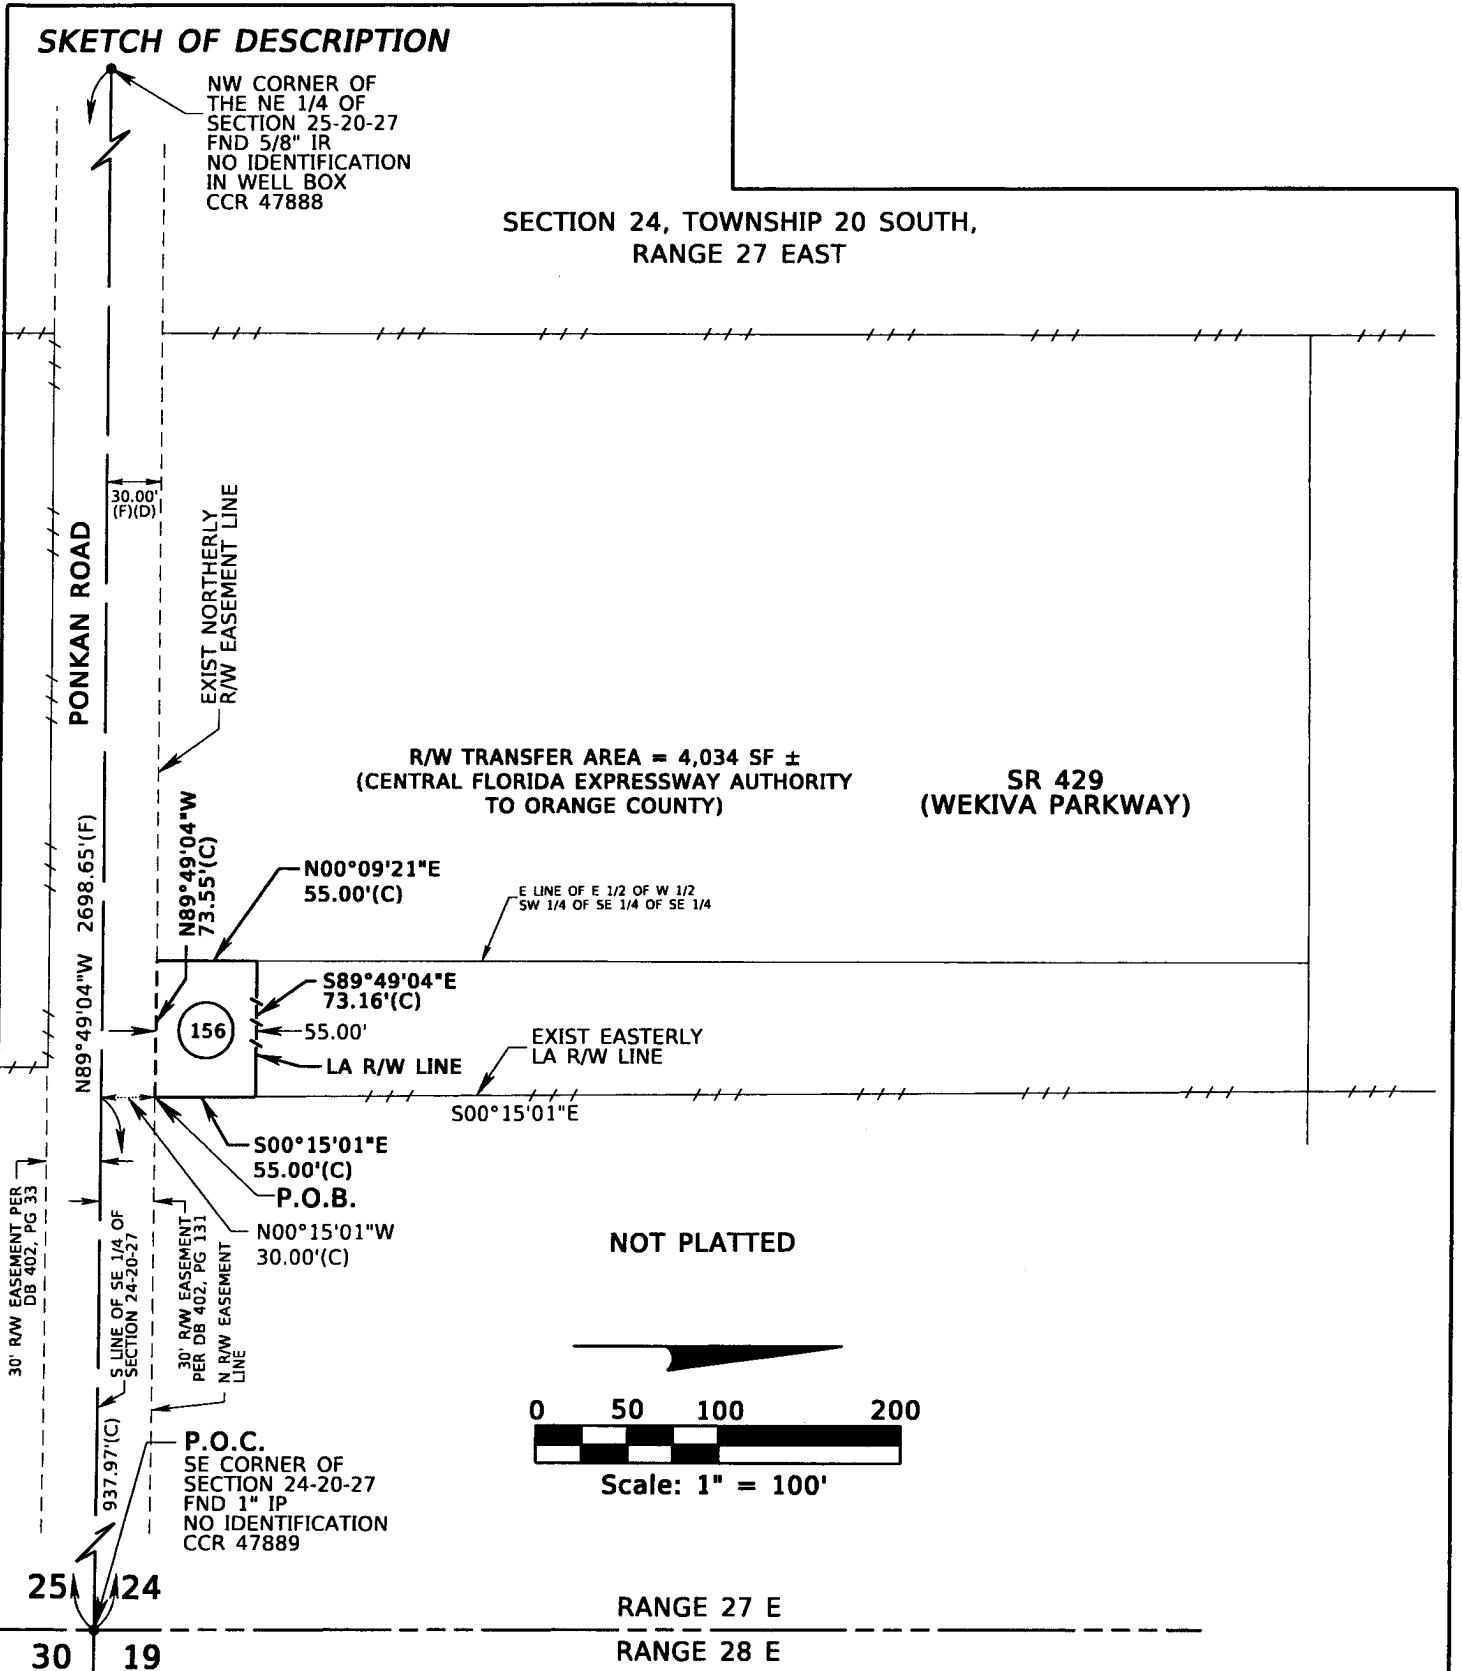 SKETCH OF DESCRIPTION
NW CORNER OF
THE NE 1/4 OF
SECTION 25-20-27
FND 5/8" IR
NO IDENTIFICATION
IN WELL BOX
CCR 47888
SECTION 24, TOWNSHIP 20 SOUTH,
RANGE 27 EAST
30.00'
(F)(D)
PONKAN ROAD
EXIST NORTHERLY
R/W EASEMENT LINE
R/W TRANSFER AREA = 4,034 SF ±
(CENTRAL FLORIDA EXPRESSWAY AUTHORITY
TO ORANGE COUNTY)
SR 429
(WEKIVA PARKWAY)
N89°49'04"W 2698.65'(F)
N89°49'04"W
73.55'(C)
N00°09'21"E
55.00'(C)
E LINE OF E 1/2 OF W 1/2
SW 1/4 OF SE 1/4 OF SE 1/4
S89°49'04"E
73.16'(C)
156
55.00'
LA R/W LINE
EXIST EASTERLY
LA R/W LINE
S00°15'01"E
S00°15'01"E
55.00'(C)
P.O.B.
N00°15'01"W
30.00'(C)
30' R/W EASEMENT PER
DB 402, PG 33
S LINE OF SE 1/4 OF
SECTION 24-20-27
30' R/W EASEMENT
PER DB 402, PG 131
N R/W EASEMENT
LINE
NOT PLATTED
0 50 100 200
Scale: 1" = 100'
937.97'(C)
P.O.C.
SE CORNER OF
SECTION 24-20-27
FND 1" IP
NO IDENTIFICATION
CCR 47889
25 24
RANGE 27 E
30 19
RANGE 28 E